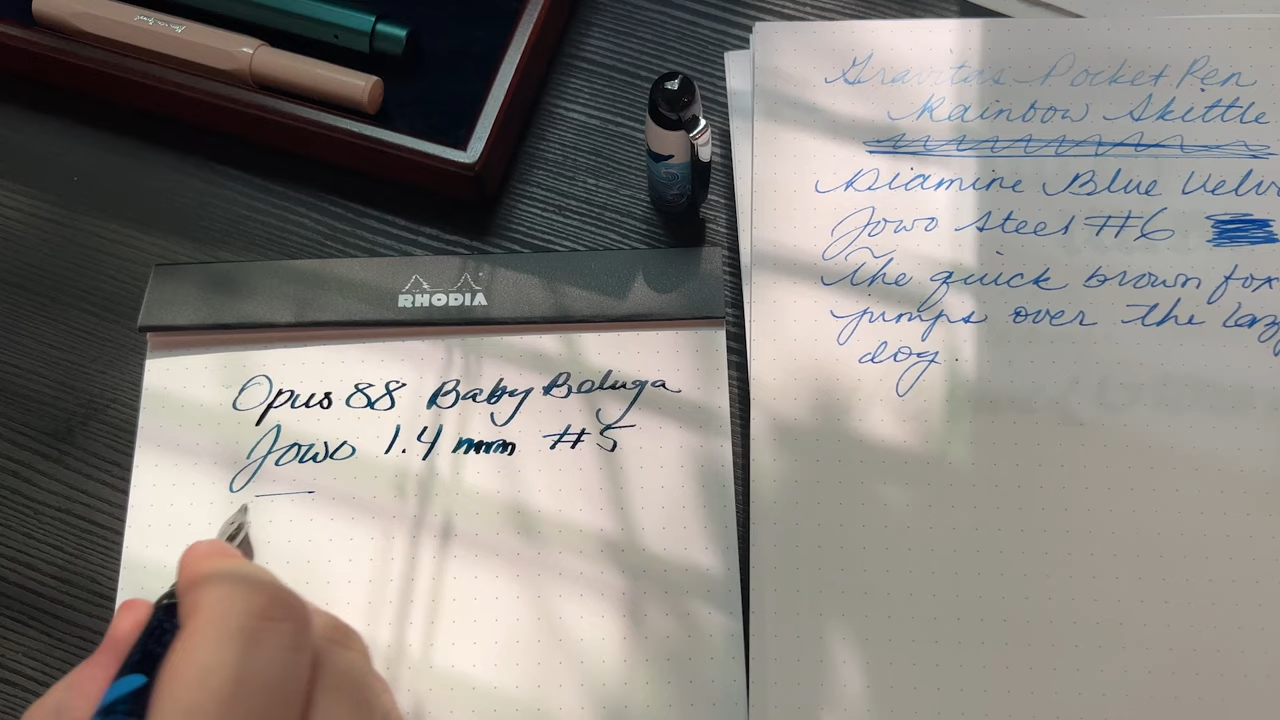 RHODIA
Opus 88 Baby Beluga
Jowo 1.4 mm #5
Gravitas Pocket Pen
Rainbow Skittle
Diamine Blue Velv
Jowo Steel #6
The quick brown fox
jumps over the lazy
dog.